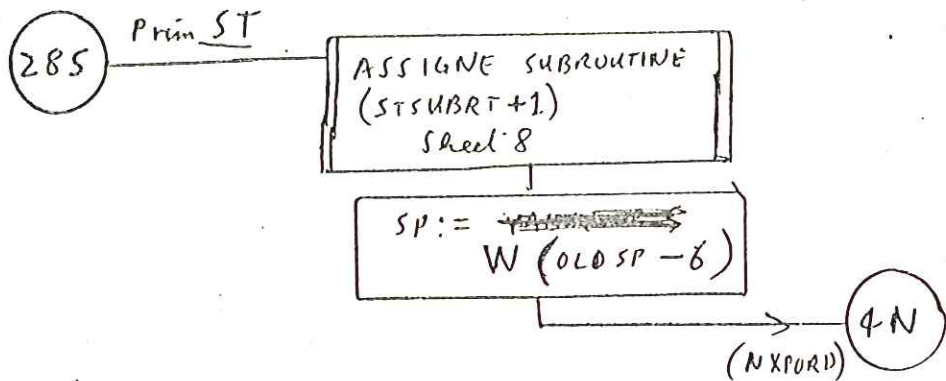 285
Prim ST
ASSIGNE SUBROUTINE
(STSUBRT+1)
Sheet 8
SP:=
W (OLD SP - 6)
4N
(NXPORD)